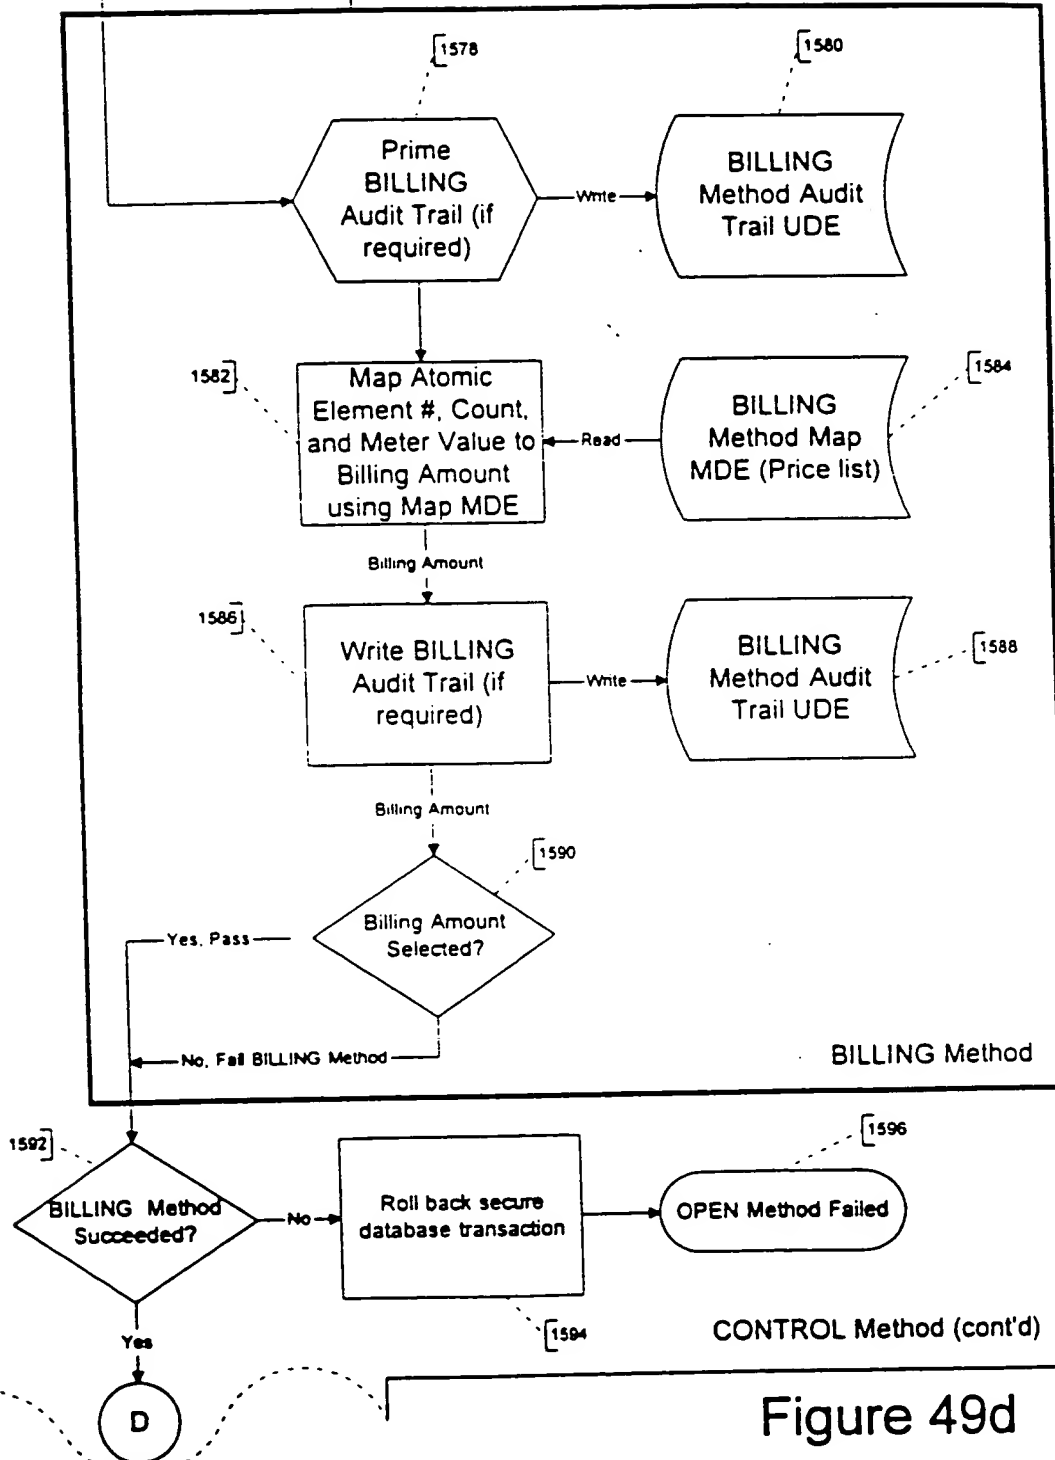 1578
1580
Prime
BILLING
Audit Trail (if
required)
Write
BILLING
Method Audit
Trail UDE
1582
Map Atomic
Element #, Count,
and Meter Value to
Billing Amount
using Map MDE
Read
BILLING
Method Map
MDE (Price list)
1584
Billing Amount
1586
Write BILLING
Audit Trail (if
required)
Write
BILLING
Method Audit
Trail UDE
1588
Billing Amount
1590
Billing Amount
Selected?
Yes, Pass
No, Fail BILLING Method
BILLING Method
1592
BILLING Method
Succeeded?
No
Roll back secure
database transaction
1594
OPEN Method Failed
1596
Yes
CONTROL Method (cont'd)
D
Figure 49d